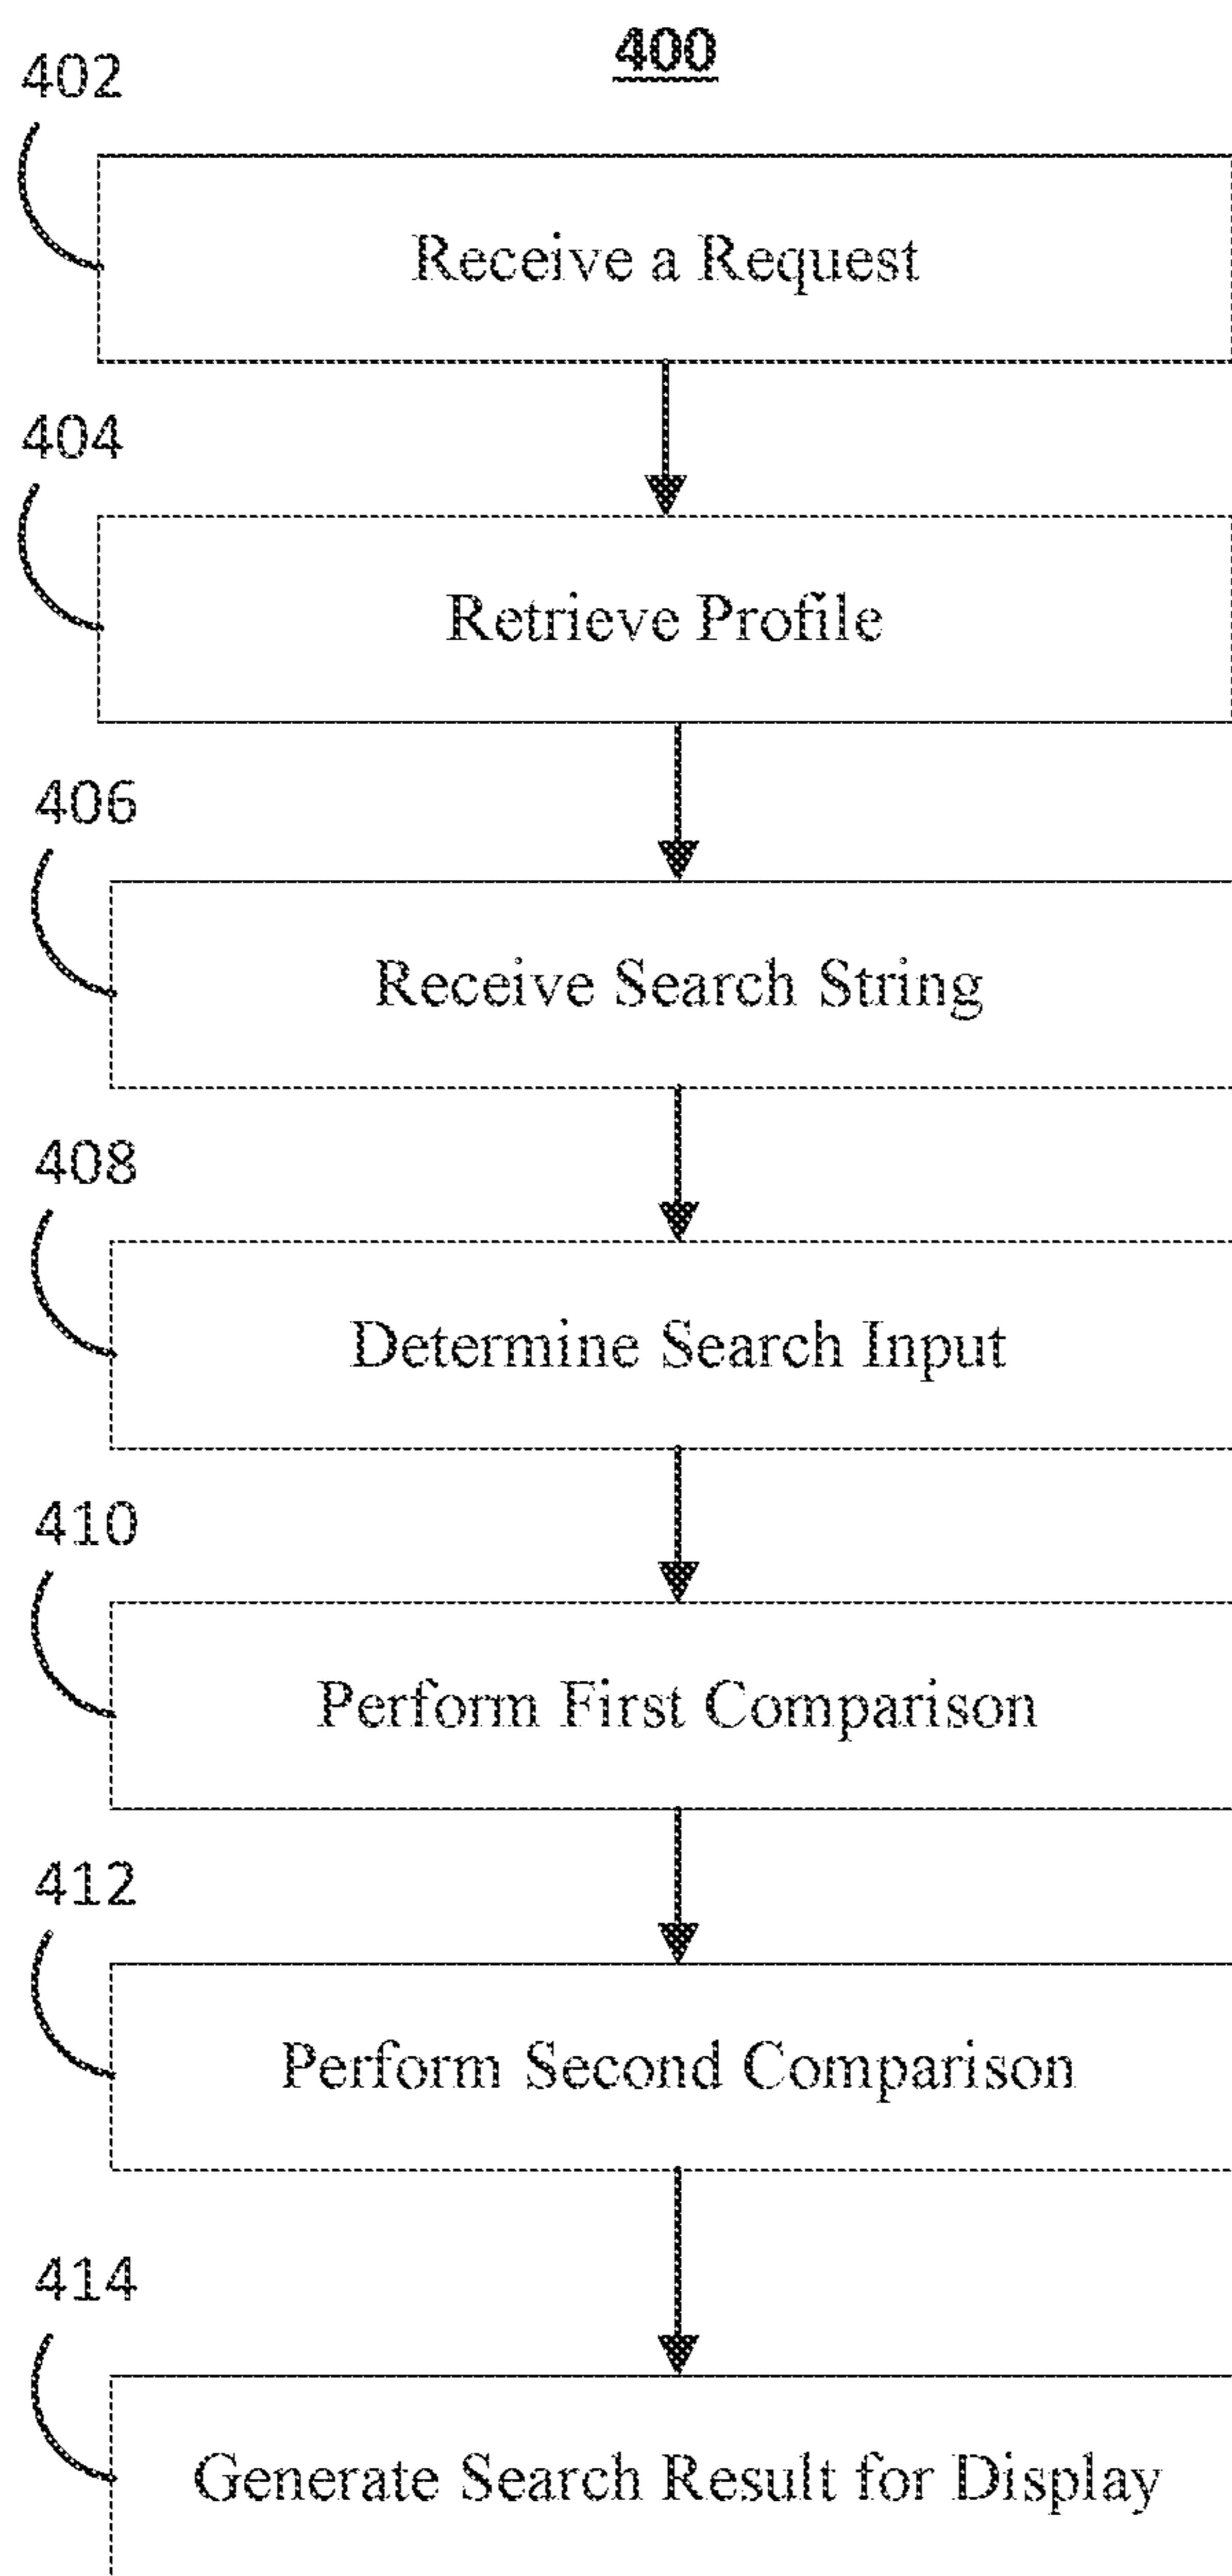 400
402
Receive a Request
404
Retrieve Profile
406
Receive Search String
408
Determine Search Input
410
Perform First Comparison
412
Perform Second Comparison
414
Generate Search Result for Display